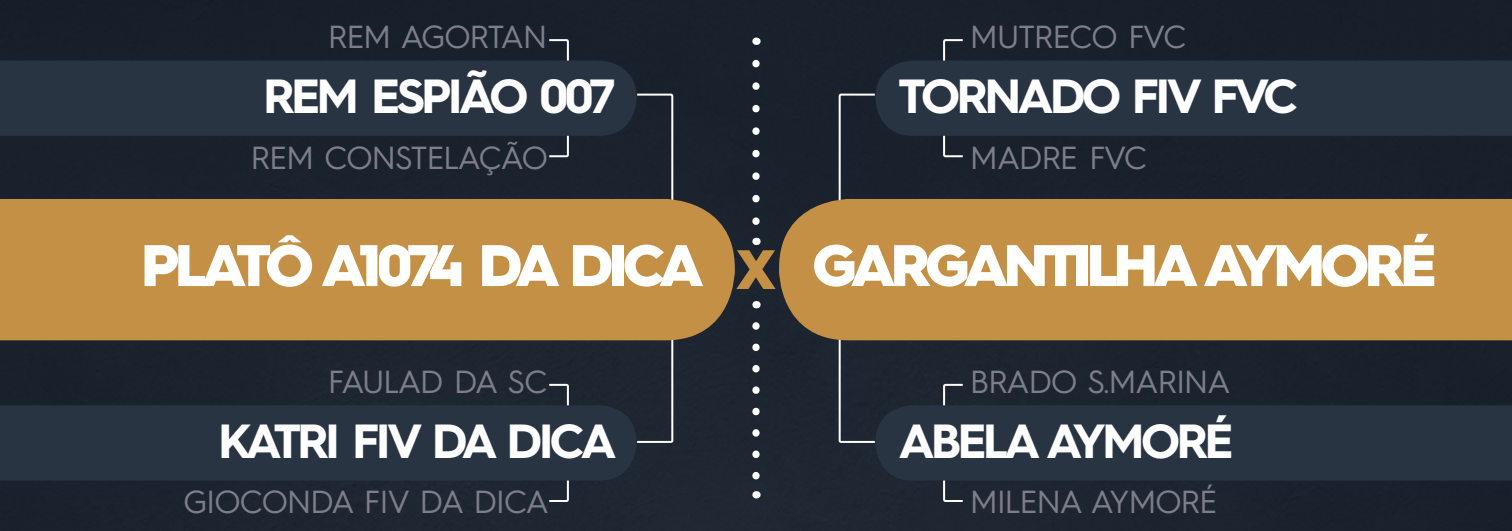 REM AGORTAN
REM ESPIÃO 007
REM CONSTELAÇÃO
PLATÔ A1074 DA DICA
FAULAD DA SC
KATRI FIV DA DICA
GIOCONDA FIV DA DICA
X
MUTRECO FVC
TORNADO FIV FVC
MADRE FVC
GARGANTILHA AYMORÉ
BRADO S.MARINA
ABELA AYMORÉ
MILENA AYMORÉ